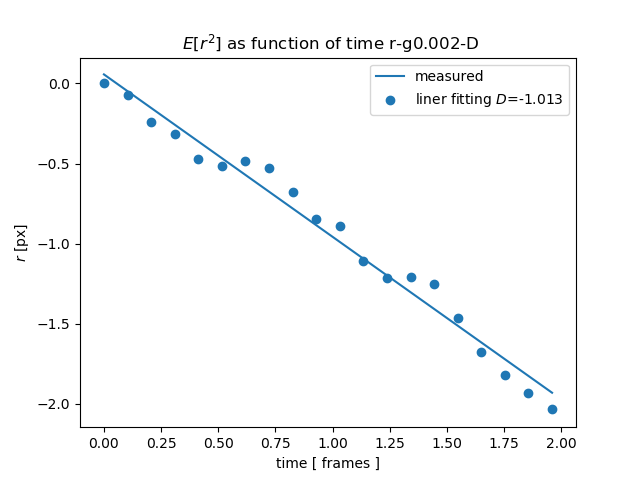 E[r²] as function of time r-g0.002-D
measured
liner fitting D=-1.013
0.0
−0.5
−1.0
−1.5
−2.0
r [px]
0.00 0.25 0.50 0.75 1.00 1.25 1.50 1.75 2.00
time [ frames ]